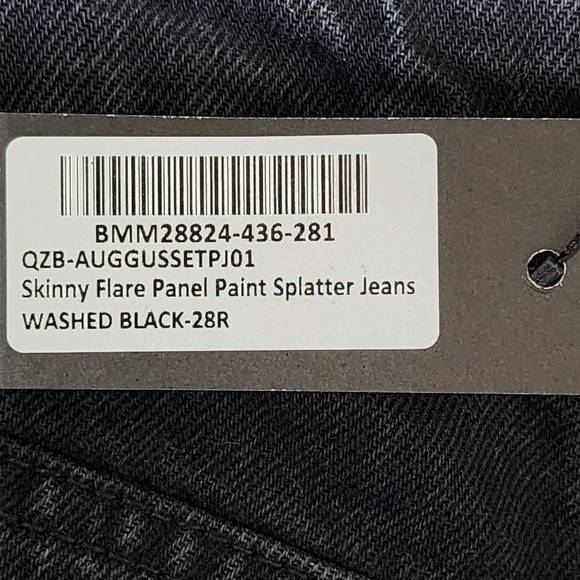 BMM28824-436-281
QZB-AUGGUSSETPJ01
Skinny Flare Panel Paint Splatter Jeans
WASHED BLACK-28R